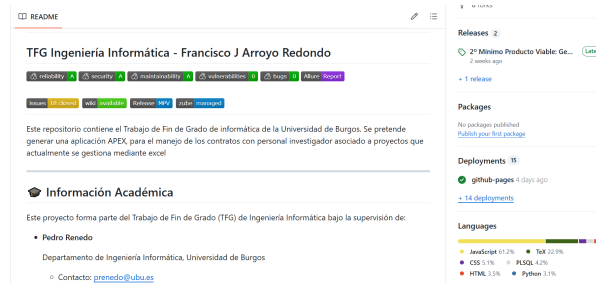 README
TFG Ingeniería Informática - Francisco J Arroyo Redondo
reliability A security A maintainability A vulnerabilities 0 bugs 0 Allure Report
issues closed wiki available Release MPV zube managed
Este repositorio contiene el Trabajo de Fin de Grado de informática de la Universidad de Burgos. Se pretende
generar una aplicación APEX, para el manejo de los contratos con personal investigador asociado a proyectos que
actualmente se gestiona mediante excel
Información Académica
Este proyecto forma parte del Trabajo de Fin de Grado (TFG) de Ingeniería Informática bajo la supervisión de:
Pedro Renedo
Departamento de Ingeniería Informática, Universidad de Burgos
Contacto: prenedo@ubu.es
Releases 2
2º Mínimo Producto Viable: Ge... Late
2 weeks ago
+ 1 release
Packages
No packages published
Publish your first package
Deployments 15
github-pages 4 days ago
+ 14 deployments
Languages
JavaScript 61.2% TeX 22.9%
CSS 5.1% PLSQL 4.2%
HTML 3.5% Python 3.1%